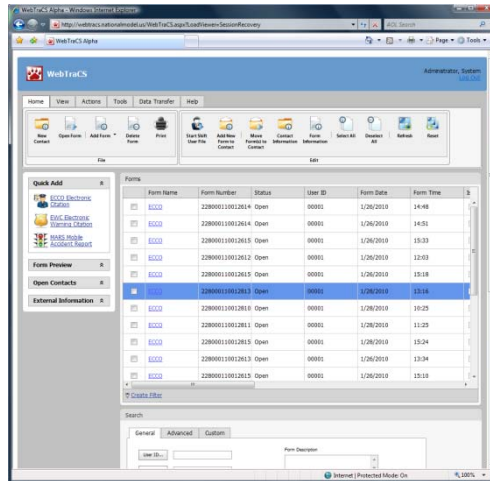 WebTraCS Alpha - Windows Internet Explorer
http://webtracs.nationalmodel.us/WebTraCS.aspx?LoadViewer=SessionRecovery
AOL Search
WebTraCS Alpha
Page
Tools
WebTraCS
Administrator, System
Log Out
Home View Actions Tools Data Transfer Help
New Contact
Open Form
Add Form
Delete Form
Print
Start Shift User File
Add New Form to Contact
Move Form(s) to Contact
Contact Information
Form Information
Select All
Deselect All
Refresh
Reset
File
Edit
Quick Add
ECCO Electronic Citation
EWC Electronic Warning Citation
MARS Mobile Accident Report
Form Preview
Open Contacts
External Information
Forms
Form Name Form Number Status User ID Form Date Form Time S
ECCO 228000110012614 Open 00001 1/26/2010 14:48
ECCO 228000110012614 Open 00001 1/26/2010 14:51
ECCO 228000110012615 Open 00001 1/26/2010 15:33
ECCO 228000110012612 Open 00001 1/26/2010 12:03
ECCO 228000110012615 Open 00001 1/26/2010 15:18
ECCO 228000110012813 Open 00001 1/28/2010 13:16
ECCO 228000110012810 Open 00001 1/28/2010 10:25
ECCO 228000110012811 Open 00001 1/28/2010 11:25
ECCO 228000110012815 Open 00001 1/28/2010 15:24
ECCO 228000110012613 Open 00001 1/26/2010 13:34
ECCO 228000110012615 Open 00001 1/26/2010 15:10
Create Filter
Search
General Advanced Custom
User ID...
Form Description
Internet | Protected Mode: On
100%